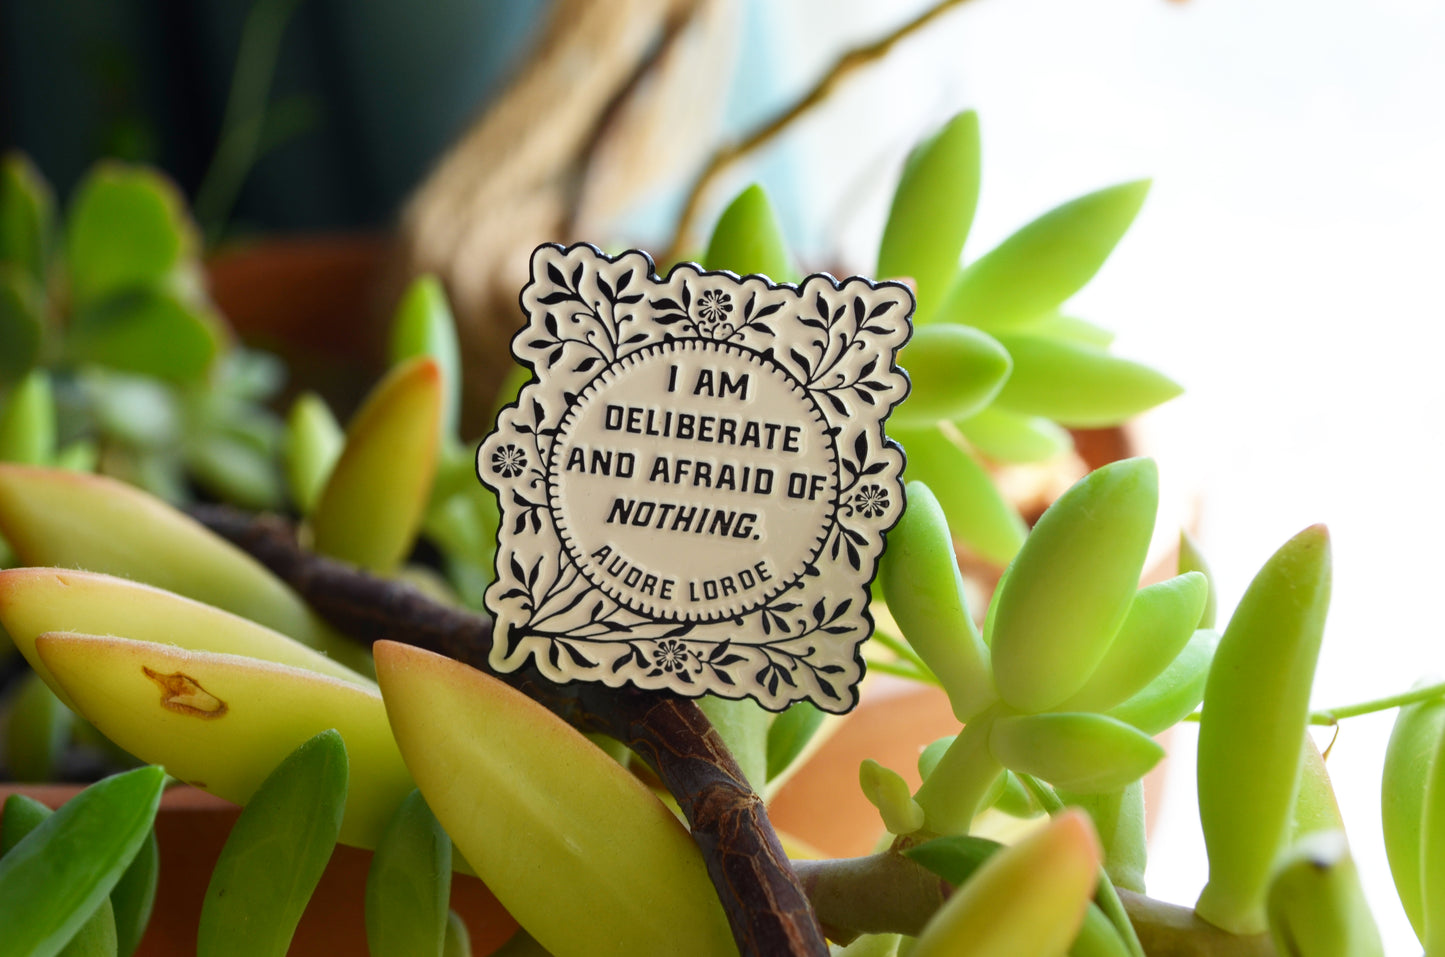 I AM
DELIBERATE
AND AFRAID OF
NOTHING.
AUDRE LORDE